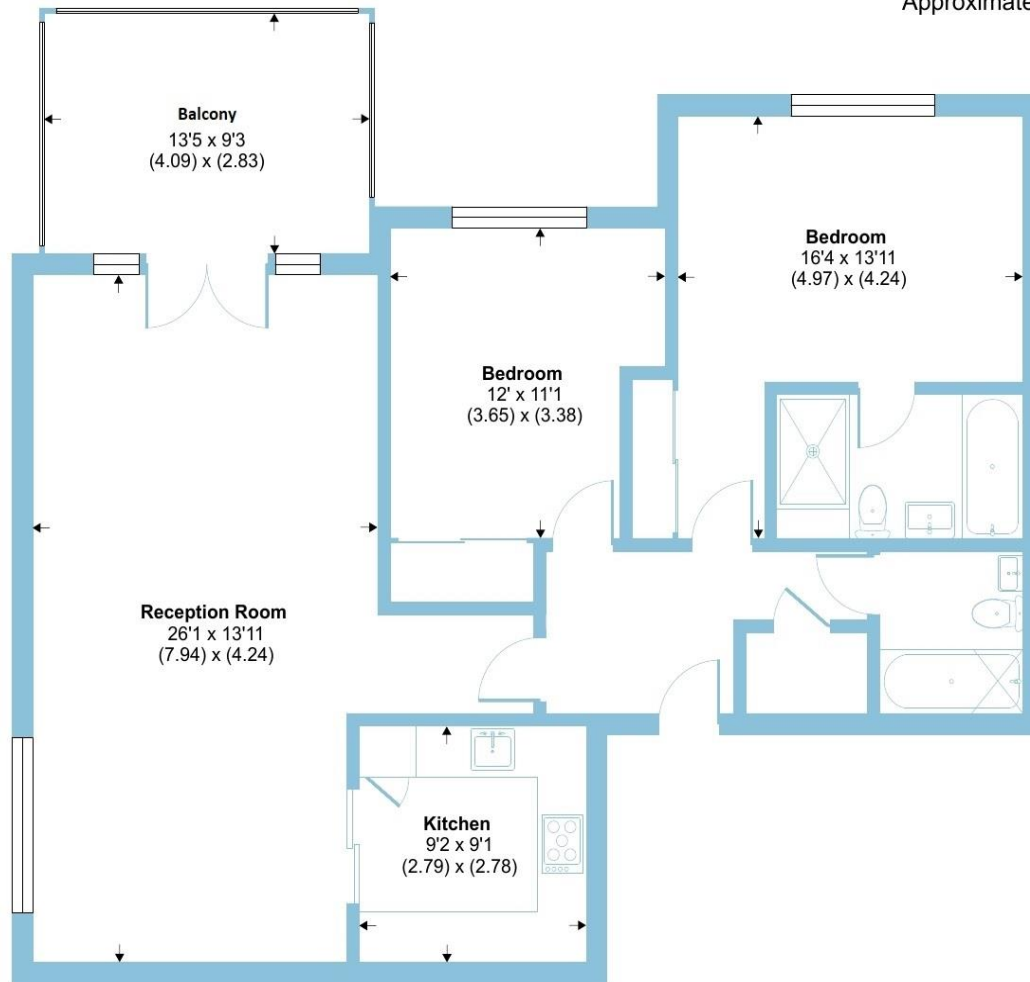 Approximate
Balcony
13'5 x 9'3
(4.09) x (2.83)
Bedroom
16'4 x 13'11
(4.97) x (4.24)
Bedroom
12' x 11'1
(3.65) x (3.38)
Reception Room
26'1 x 13'11
(7.94) x (4.24)
Kitchen
9'2 x 9'1
(2.79) x (2.78)